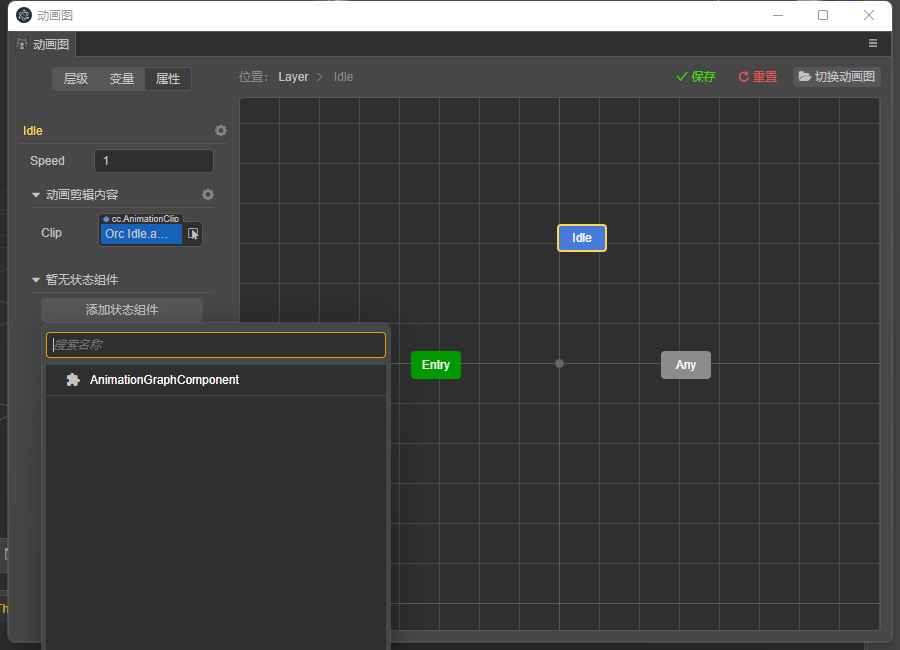 动画图
动画图
层级 变量 属性
位置: Layer > Idle
保存 重置 切换动画图
Idle
Speed 1
动画剪辑内容
cc.AnimationClip
Clip Orc Idle.a...
暂无状态组件
添加状态组件
搜索名称
AnimationGraphComponent
Idle
Entry
Any
Th